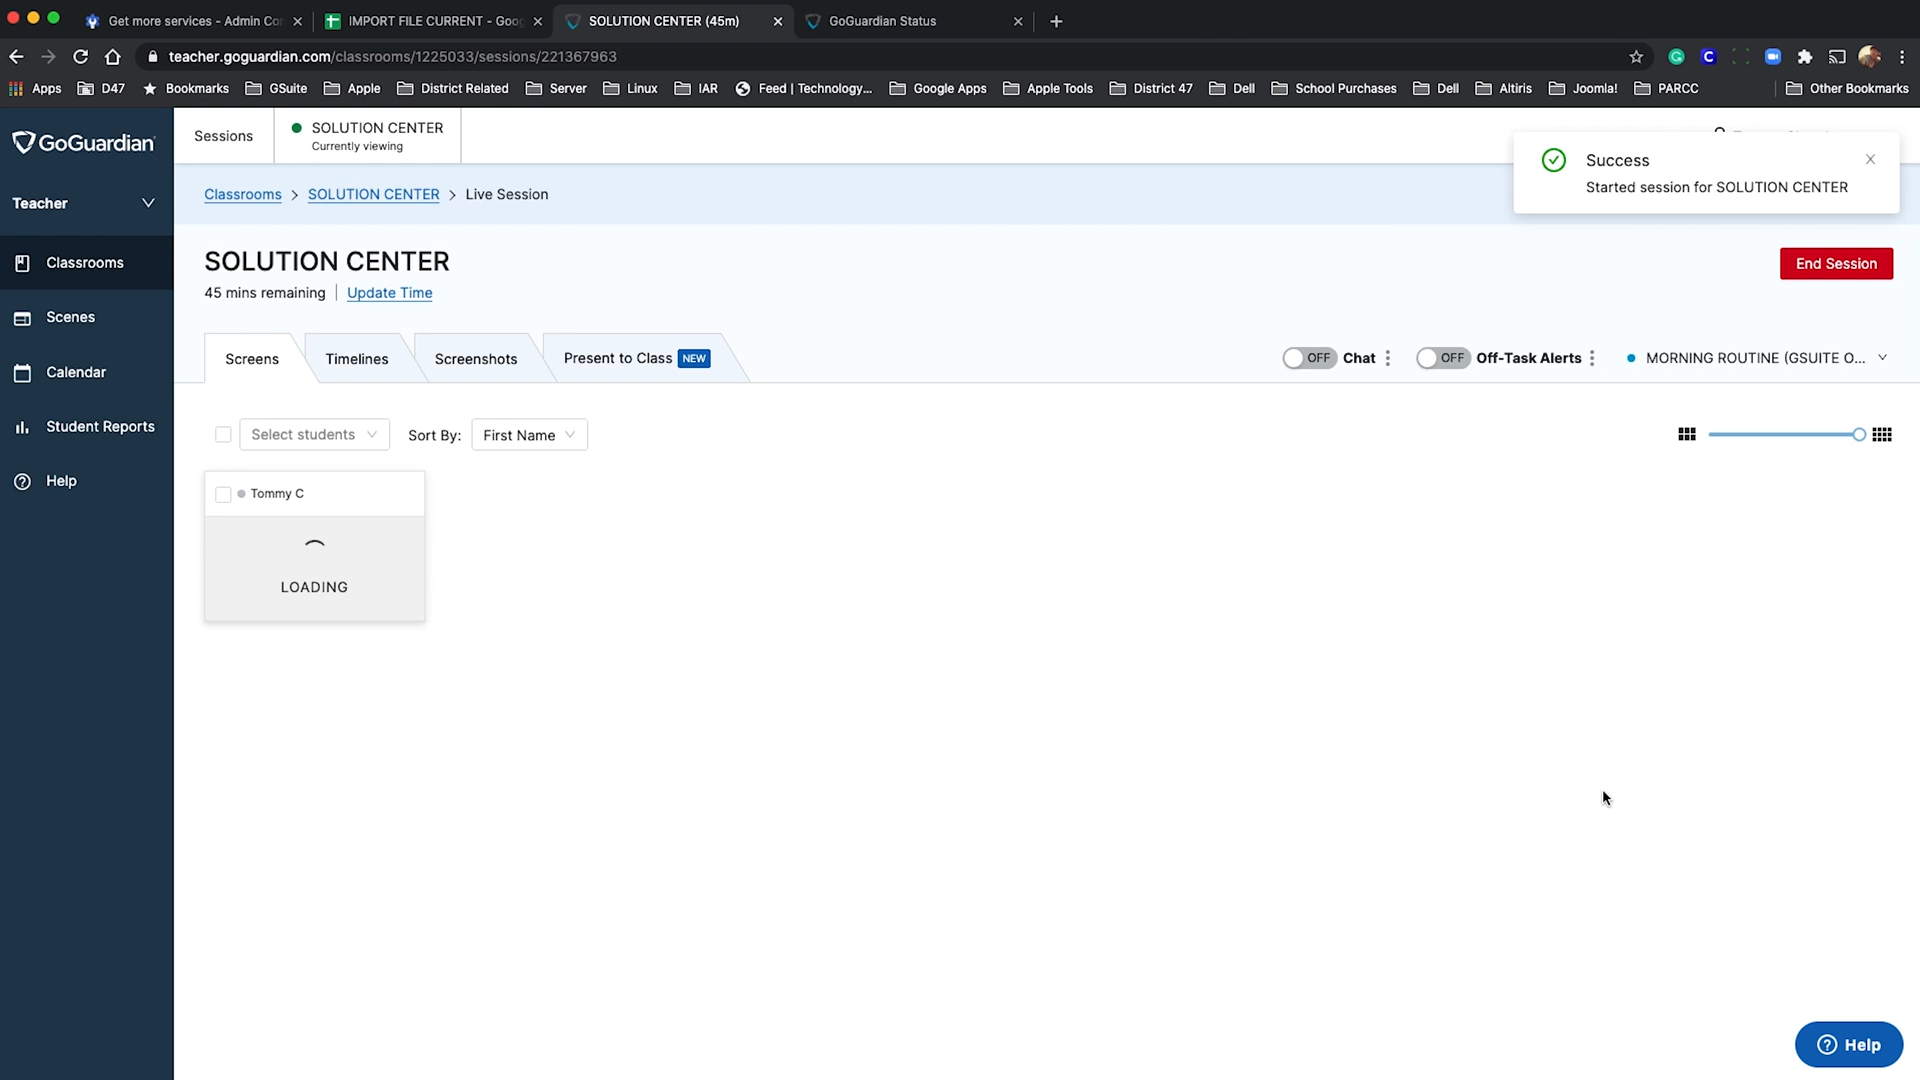 Get more services - Admin Con
IMPORT FILE CURRENT - Goog
SOLUTION CENTER (45m)
GoGuardian Status
teacher.goguardian.com/classrooms/1225033/sessions/221367963
Apps
D47
Bookmarks
GSuite
Apple
District Related
Server
Linux
IAR
Feed | Technology...
Google Apps
Apple Tools
District 47
Dell
School Purchases
Dell
Altiris
Joomla!
PARCC
Other Bookmarks
GoGuardian
Teacher
Classrooms
Scenes
Calendar
Student Reports
Help
Sessions
SOLUTION CENTER
Currently viewing
Success
Started session for SOLUTION CENTER
Classrooms > SOLUTION CENTER > Live Session
SOLUTION CENTER
45 mins remaining | Update Time
End Session
Screens
Timelines
Screenshots
Present to Class NEW
OFF Chat
OFF Off-Task Alerts
MORNING ROUTINE (GSUITE O...
Select students
Sort By: First Name
Tommy C
LOADING
Help